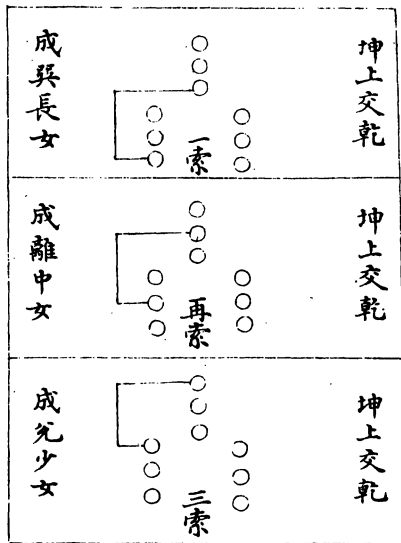 坤上交乾
一索
成巽長女
坤上交乾
再索
成離中女
坤上交乾
三索
成兌少女